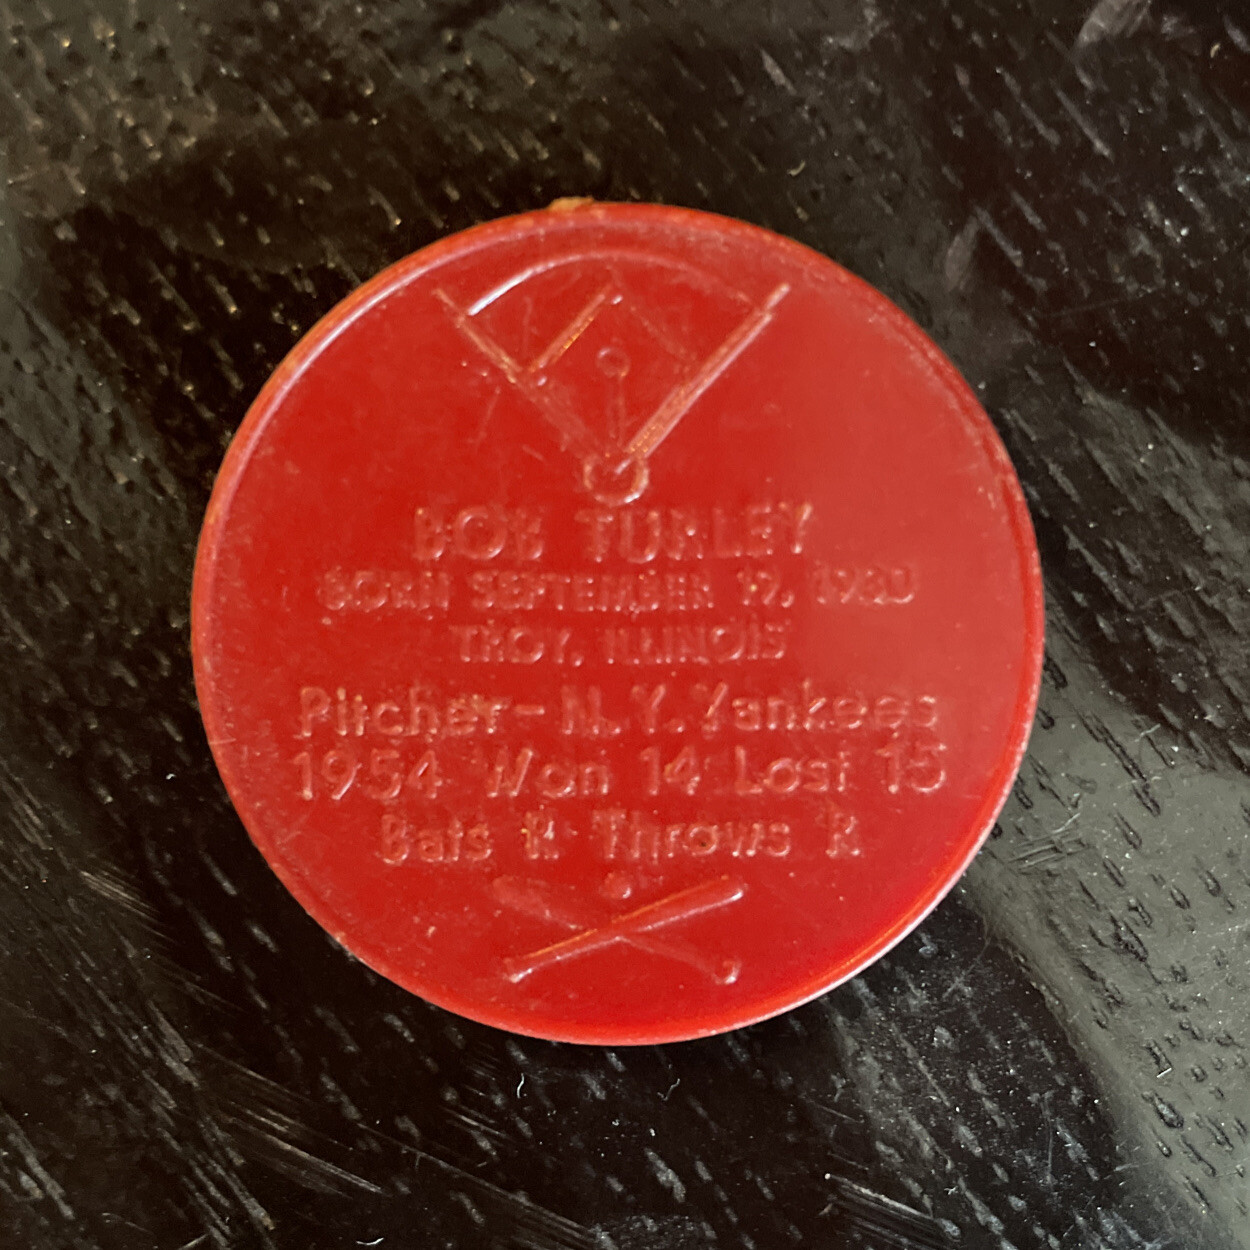 BOB TURLEY
BORN SEPTEMBER 19, 1930
TROY, ILLINOIS
Pitcher - N.Y. Yankees
1954 Won 14 Lost 15
Bats R Throws R